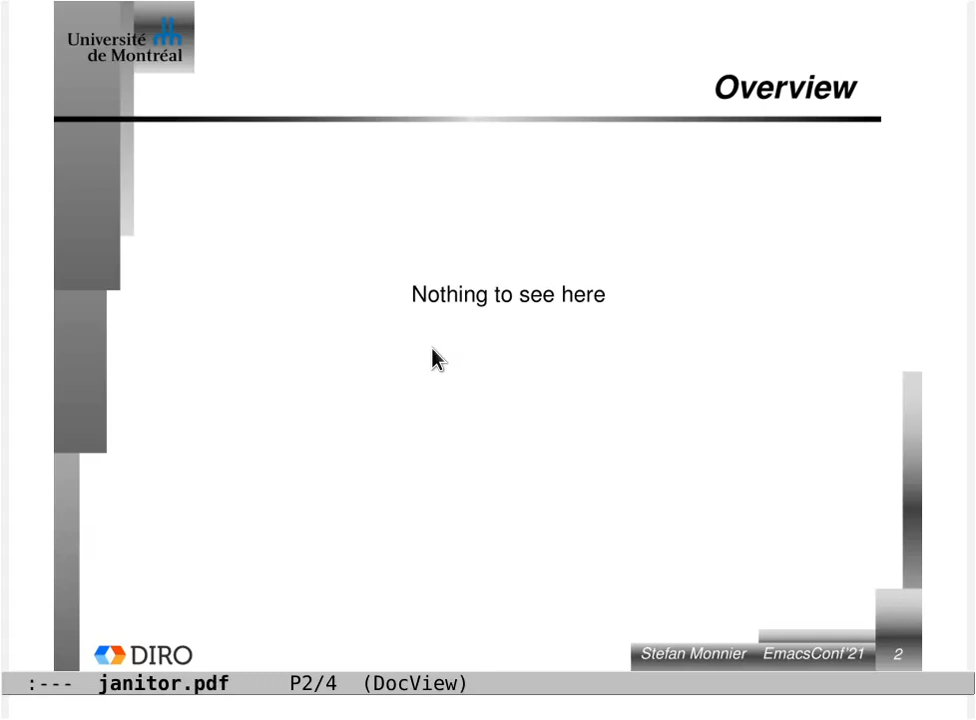 Université
de Montréal
Overview
Nothing to see here
DIRO
Stefan Monnier EmacsConf'21 2
:--- janitor.pdf P2/4 (DocView)